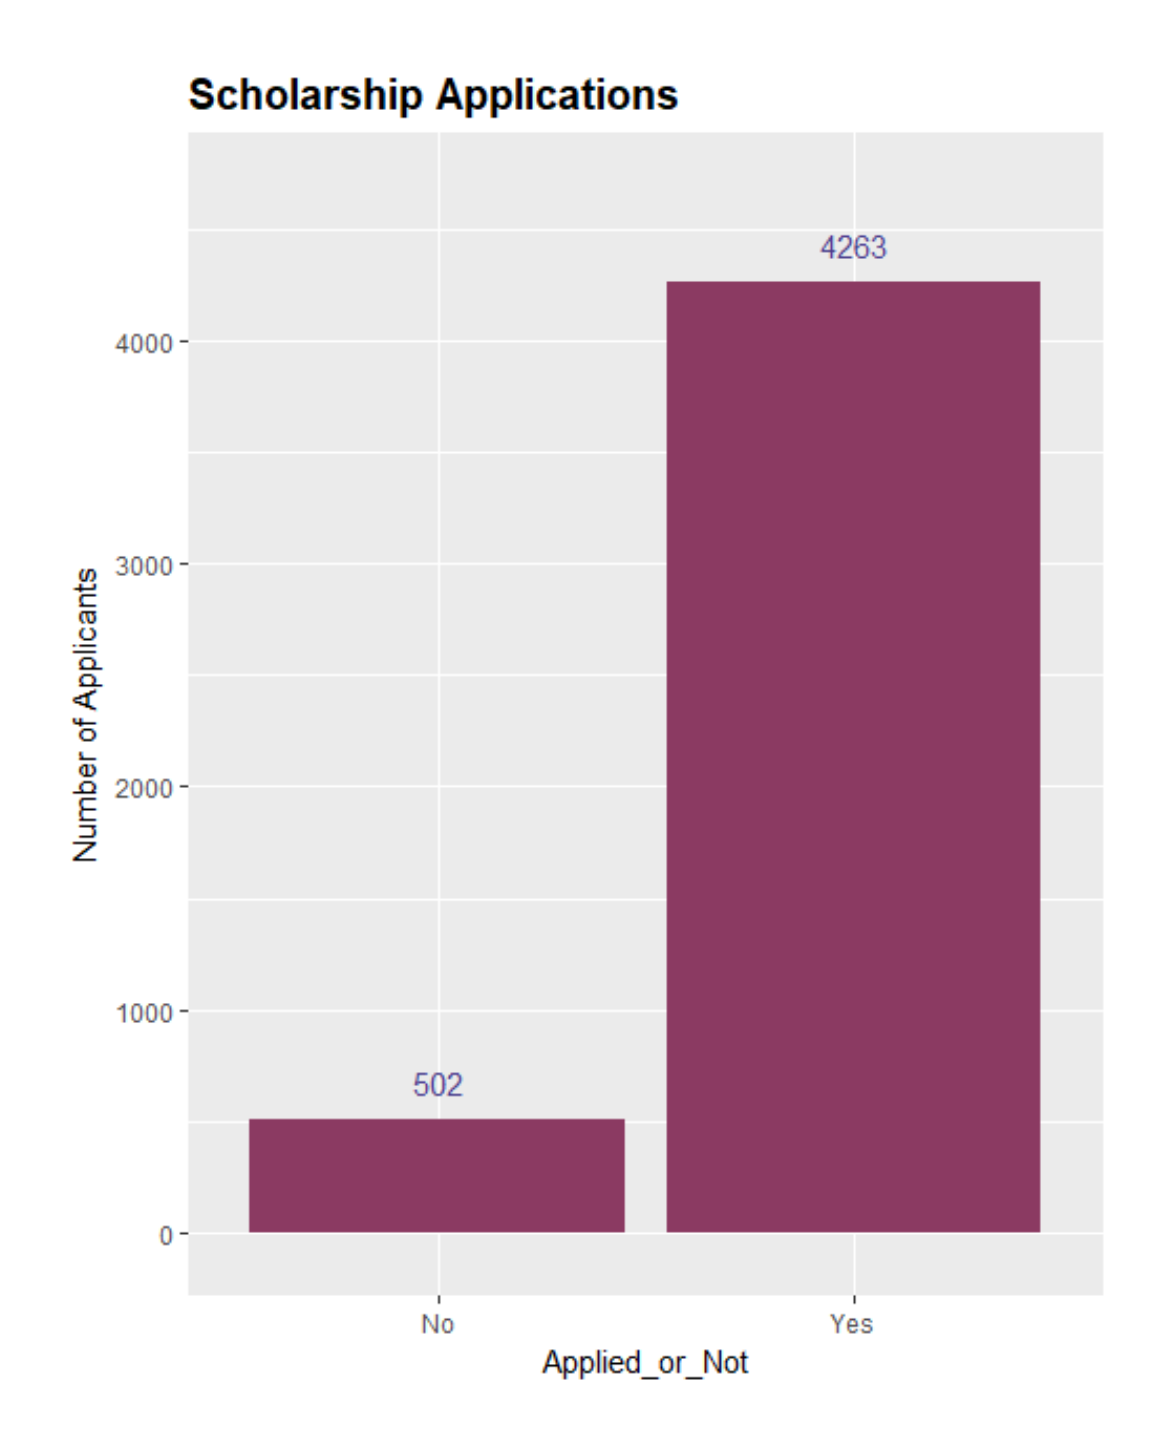 Scholarship Applications
4263
4000
3000
2000
1000
502
0
Number of Applicants
No Yes
Applied_or_Not